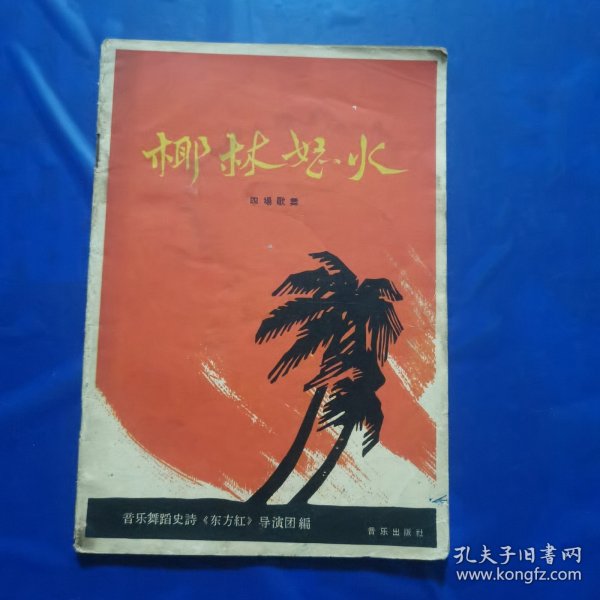 椰林怒火
四場歌舞
音乐舞蹈史詩《东方紅》导演团編
音乐出版社
孔夫子旧書网
www.kongfz.com